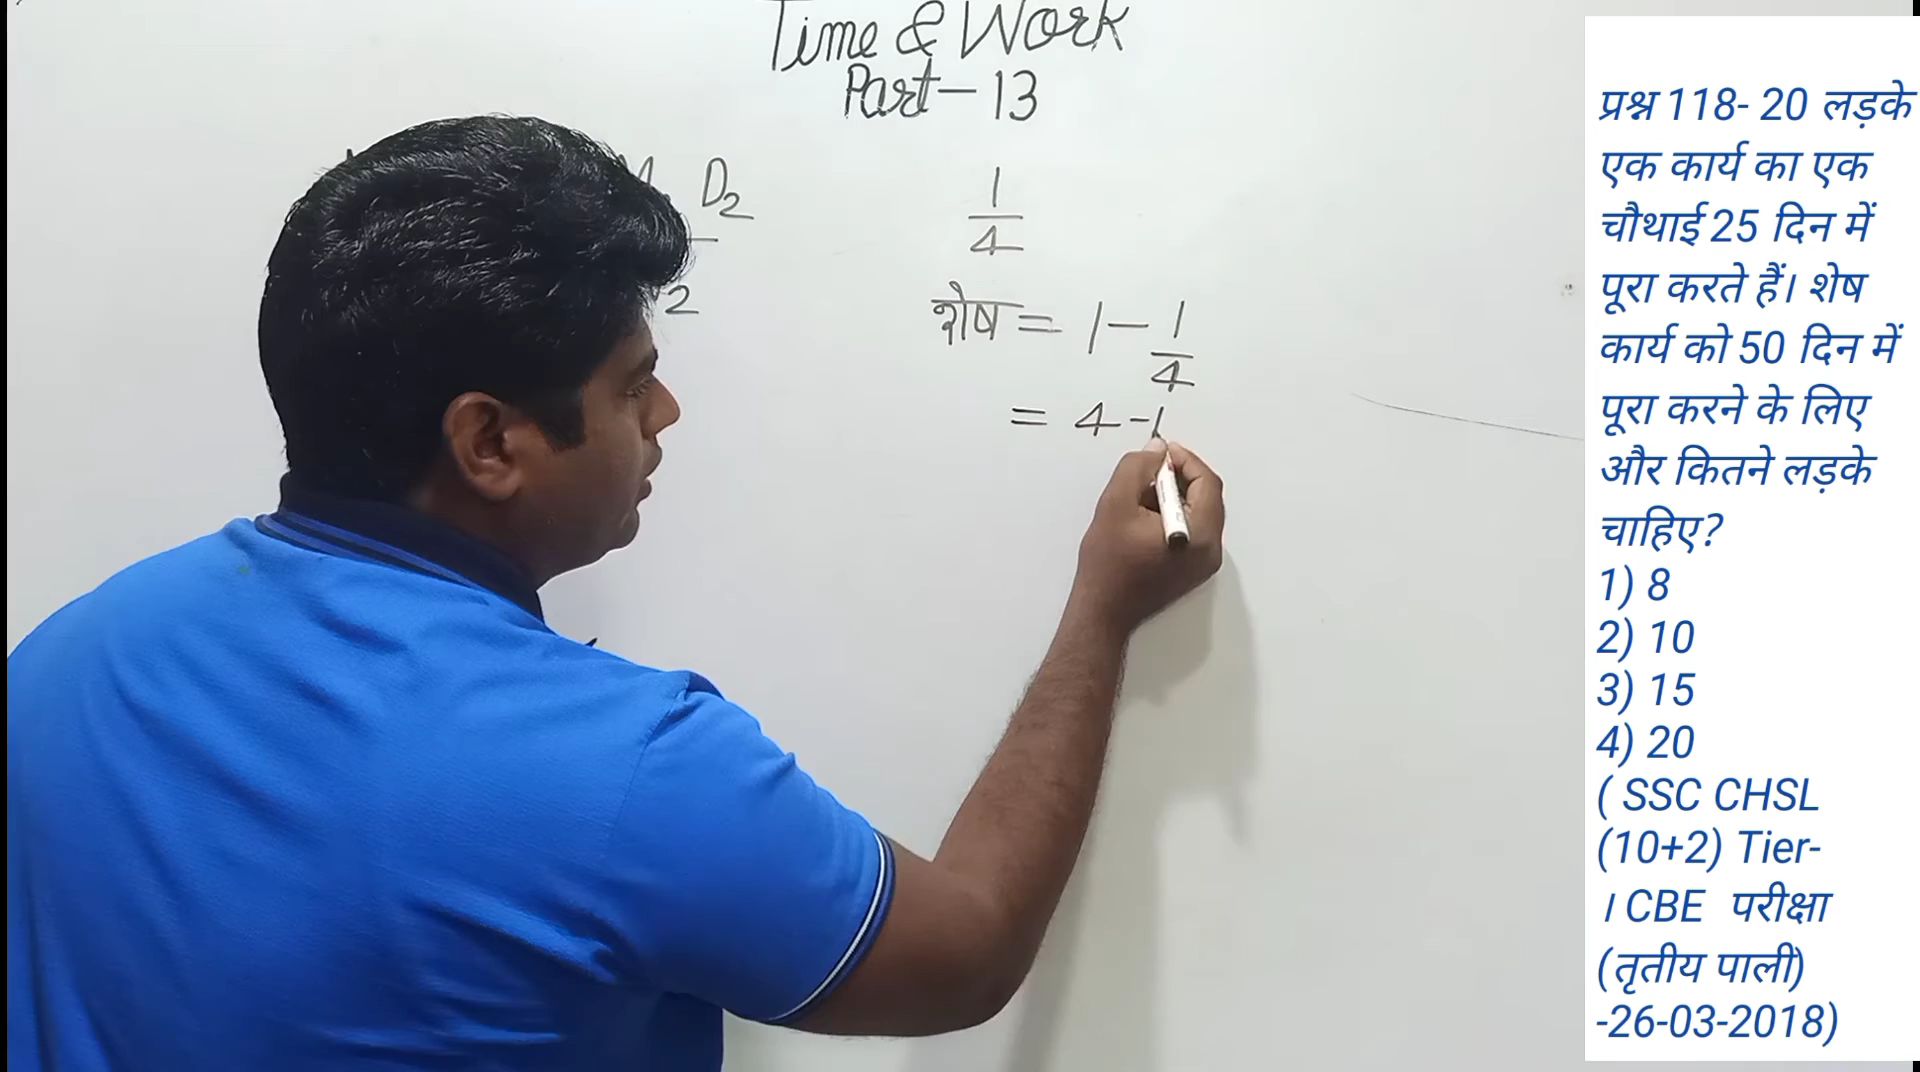 Time & Work
Part-13
D2
2
1
4
शेष = 1 - 1
4
= 4-1
प्रश्न 118- 20 लड़के
एक कार्य का एक
चौथाई 25 दिन में
पूरा करते हैं। शेष
कार्य को 50 दिन में
पूरा करने के लिए
और कितने लड़के
चाहिए?
1) 8
2) 10
3) 15
4) 20
( SSC CHSL
(10+2) Tier-
I CBE परीक्षा
(तृतीय पाली)
-26-03-2018)